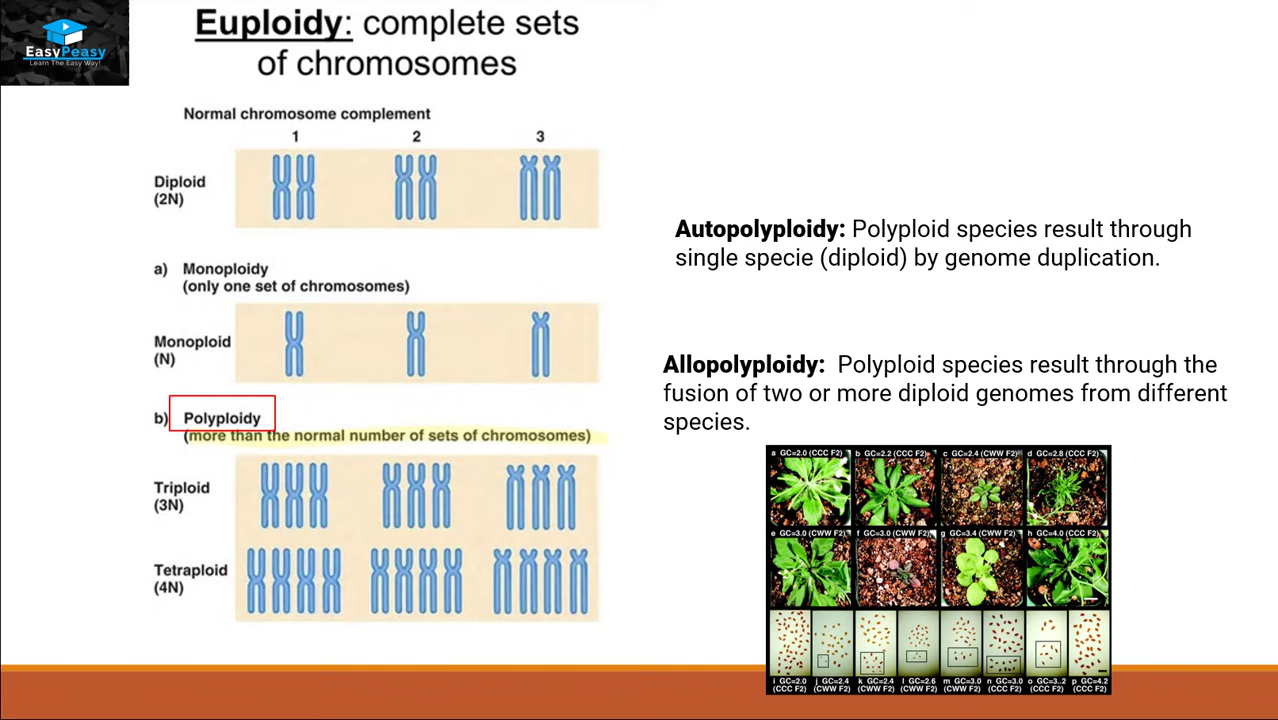 EasyPeasy
Learn The Easy Way!
Euploidy: complete sets
of chromosomes
Normal chromosome complement
1 2 3
Diploid
(2N)
a) Monoploidy
(only one set of chromosomes)
Monoploid
(N)
b) Polyploidy
(more than the normal number of sets of chromosomes)
Triploid
(3N)
Tetraploid
(4N)
Autopolyploidy: Polyploid species result through
single specie (diploid) by genome duplication.
Allopolyploidy: Polyploid species result through the
fusion of two or more diploid genomes from different
species.
a GC=2.0 (CCC F2) b GC=2.2 (CCC F2) c GC=2.4 (CWW F2) d GC=2.8 (CCC F2)
e GC=3.0 (CWW F2) f GC=3.0 (CWW F2) g GC=3.4 (CWW F2) h GC=4.0 (CCC F2)
i GC=2.0 j GC=2.4 k GC=2.4 l GC=2.6 m GC=3.0 n GC=3.0 o GC=3..2 p GC=4.2
(CCC F2) (CWW F2) (CWW F2) (CWW F2) (CWW F2) (CCC F2) (CCC F2) (CCC F2)